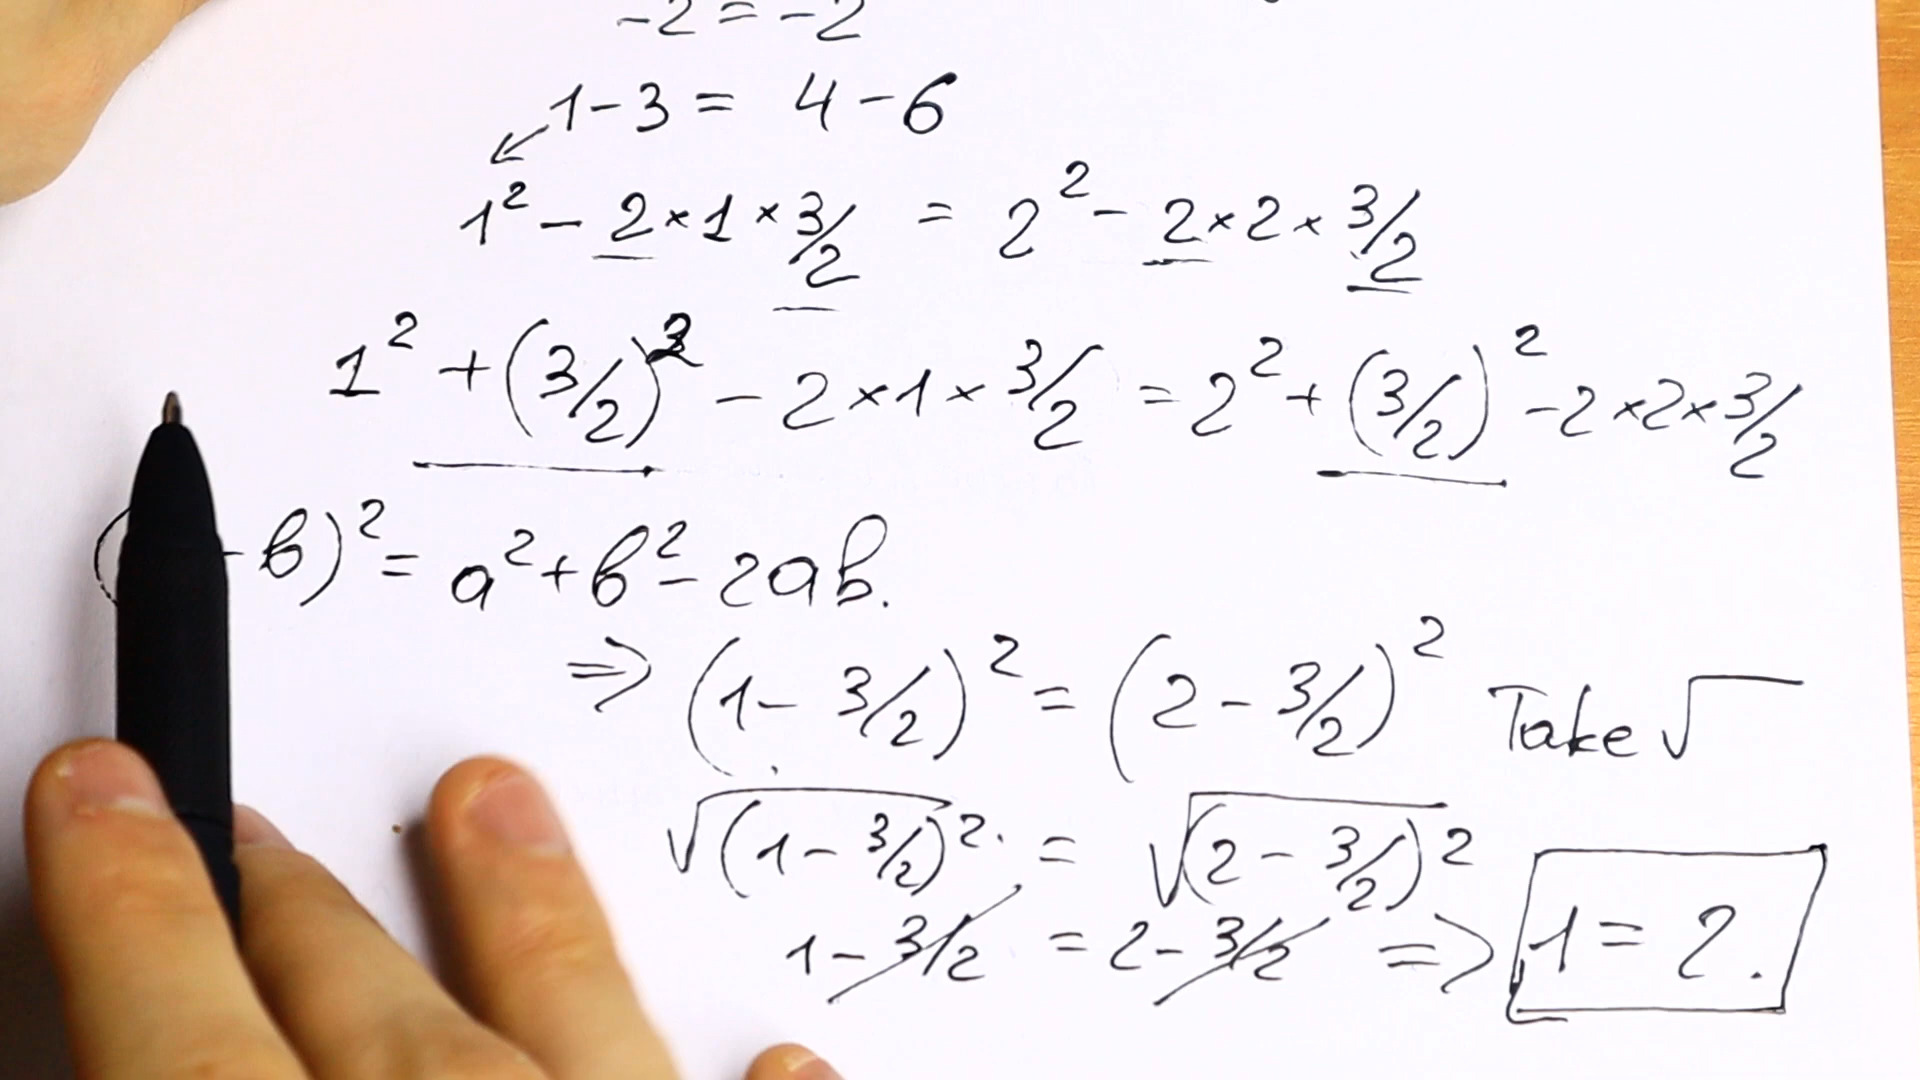 -2 = -2
1 - 3 = 4 - 6
1² - 2 × 1 × 3/2 = 2² - 2 × 2 × 3/2
1² + (3/2)² - 2 × 1 × 3/2 = 2² + (3/2)² - 2 × 2 × 3/2
- b)² = a² + b² - 2ab.
⇒ (1 - 3/2)² = (2 - 3/2)² Take √
√(1 - 3/2)² = √(2 - 3/2)²
1 - 3/2 = 2 - 3/2 ⇒ 1 = 2.